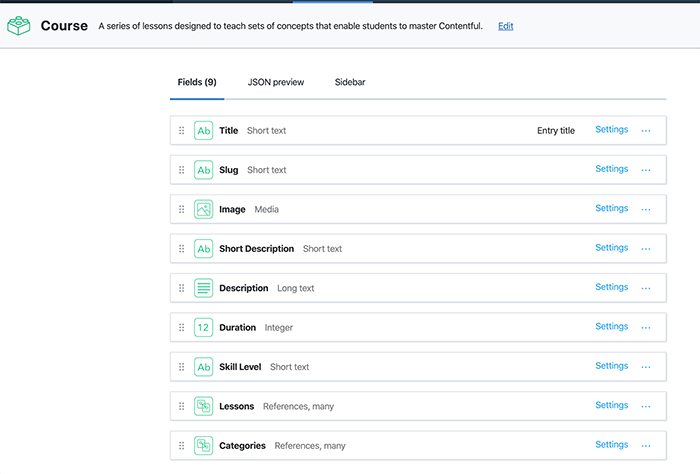 Course A series of lessons designed to teach sets of concepts that enable students to master Contentful. Edit
Fields (9) JSON preview Sidebar
Ab Title Short text Entry title Settings ...
Ab Slug Short text Settings ...
Image Media Settings ...
Ab Short Description Short text Settings ...
Description Long text Settings ...
12 Duration Integer Settings ...
Ab Skill Level Short text Settings ...
Lessons References, many Settings ...
Categories References, many Settings ...